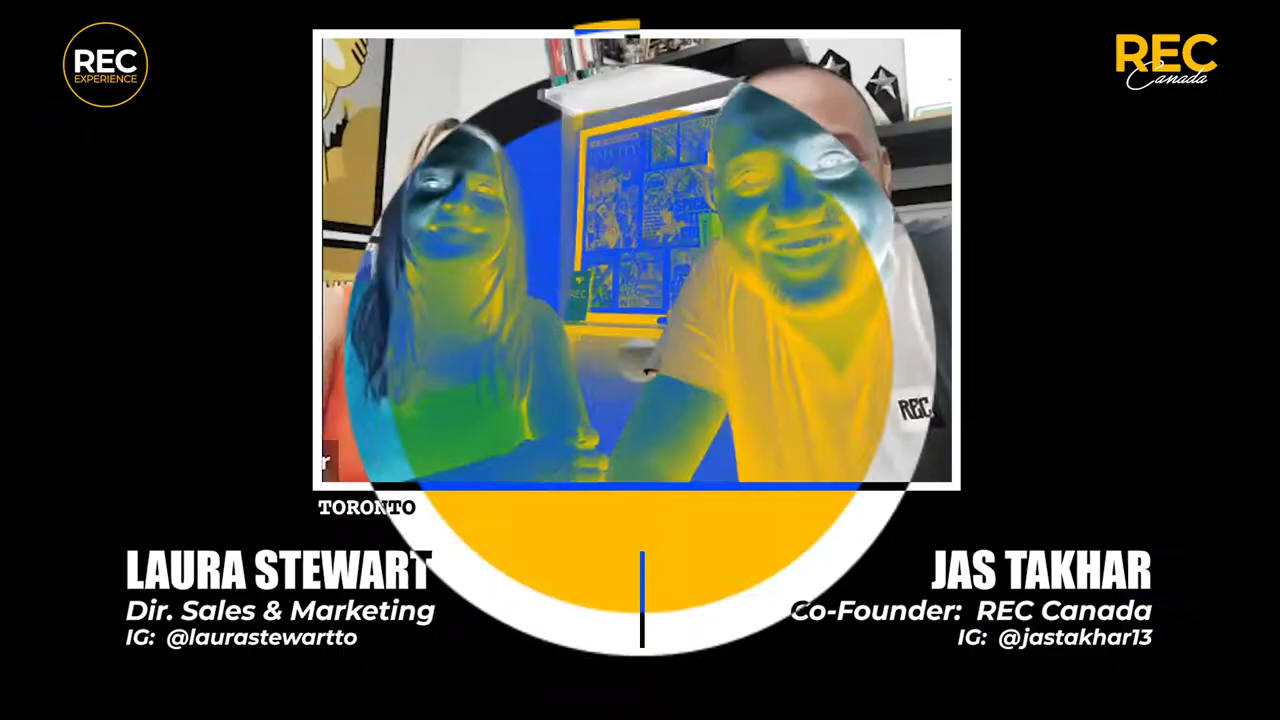 REC
EXPERIENCE
REC
Canada
REC
REC
r
TORONTO
LAURA STEWART
Dir. Sales & Marketing
IG: @laurastewartto
JAS TAKHAR
Co-Founder: REC Canada
IG: @jastakhar13